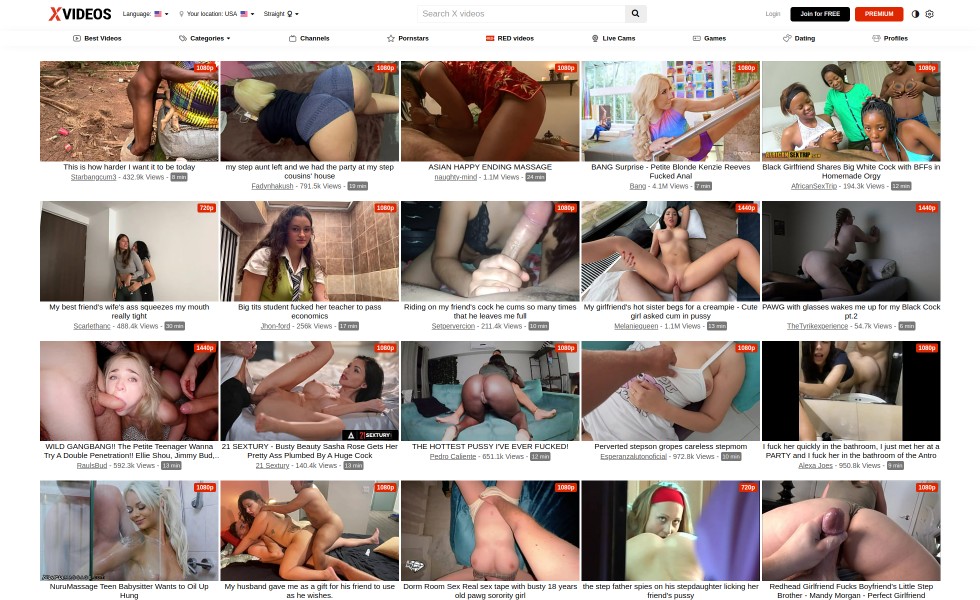 XVIDEOS
Language:
Your location: USA
Straight
Search X videos
Login
Join for FREE
PREMIUM
Best Videos
Categories
Channels
Pornstars
RED videos
Live Cams
Games
Dating
Profiles
1080p
This is how harder I want it to be today
Starbangcum3 - 432.9k Views - 8 min
1080p
my step aunt left and we had the party at my step
cousins' house
Fadynhakush - 791.5k Views - 19 min
1080p
ASIAN HAPPY ENDING MASSAGE
naughty-mind - 1.1M Views - 24 min
1080p
BANG Surprise - Petite Blonde Kenzie Reeves
Fucked Anal
Bang - 4.1M Views - 7 min
1080p
Black Girlfriend Shares Big White Cock with BFFs in
Homemade Orgy
AfricanSexTrip - 194.3k Views - 12 min
720p
My best friend's wife's ass squeezes my mouth
really tight
Scarlethanc - 488.4k Views - 30 min
1080p
Big tits student fucked her teacher to pass
economics
Jhon-ford - 256k Views - 17 min
1080p
Riding on my friend's cock he cums so many times
that he leaves me full
Setpervercion - 211.4k Views - 10 min
1440p
My girlfriend's hot sister begs for a creampie - Cute
girl asked cum in pussy
Melaniequeen - 1.1M Views - 13 min
1440p
PAWG with glasses wakes me up for my Black Cock
pt.2
TheTyrikexperience - 54.7k Views - 6 min
1440p
WILD GANGBANG!! The Petite Teenager Wanna
Try A Double Penetration!! Ellie Shou, Jimmy Bud,..
RaulsBud - 592.3k Views - 13 min
1080p
21 SEXTURY
21 SEXTURY - Busty Beauty Sasha Rose Gets Her
Pretty Ass Plumbed By A Huge Cock
21 Sextury - 140.4k Views - 13 min
1080p
THE HOTTEST PUSSY I'VE EVER FUCKED!
Pedro Caliente - 651.1k Views - 12 min
1080p
Perverted stepson gropes careless stepmom
Esperanzalutonoficial - 972.8k Views - 10 min
1080p
I fuck her quickly in the bathroom, I just met her at a
PARTY and I fuck her in the bathroom of the Antro
Alexa Joes - 950.8k Views - 9 min
1080p
NuruMassage Teen Babysitter Wants to Oil Up
Hung
1080p
My husband gave me as a gift for his friend to use
as he wishes.
1080p
Dorm Room Sex Real sex tape with busty 18 years
old pawg sorority girl
720p
the step father spies on his stepdaughter licking her
friend's pussy
1080p
Redhead Girlfriend Fucks Boyfriend's Little Step
Brother - Mandy Morgan - Perfect Girlfriend